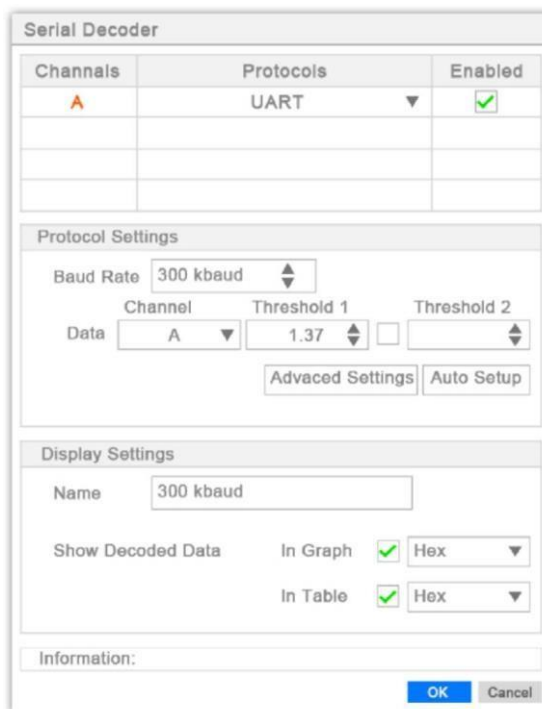 Serial Decoder
Channels Protocols Enabled
A UART
Protocol Settings
Baud Rate 300 kbaud
Channel Threshold 1 Threshold 2
Data A 1.37
Advaced Settings Auto Setup
Display Settings
Name 300 kbaud
Show Decoded Data In Graph Hex
In Table Hex
Information:
OK Cancel